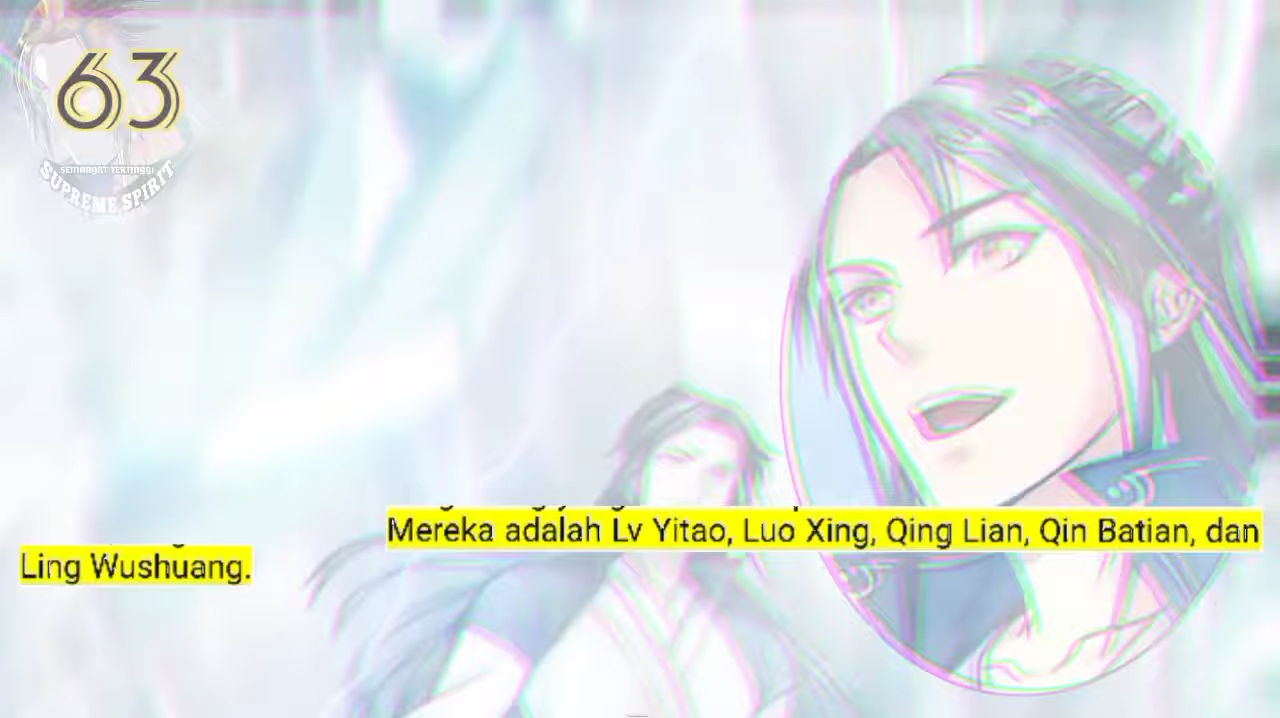 63
SEMANGAT TERTINGGI
SUPREME SPIRIT
Mereka adalah Lv Yitao, Luo Xing, Qing Lian, Qin Batian, dan
Ling Wushuang.